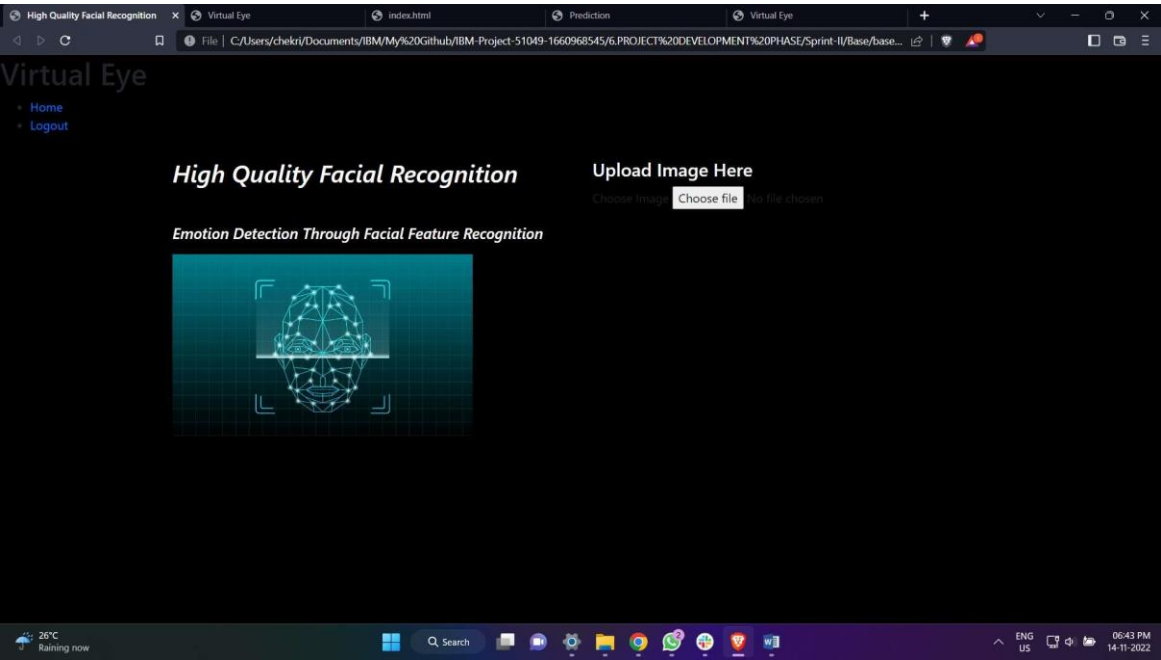 High Quality Facial Recognition
Virtual Eye
index.html
Prediction
Virtual Eye
File | C:/Users/chekri/Documents/IBM/My%20Github/IBM-Project-51049-1660968545/6.PROJECT%20DEVELOPMENT%20PHASE/Sprint-II/Base/base...
Virtual Eye
Home
Logout
High Quality Facial Recognition
Emotion Detection Through Facial Feature Recognition
Upload Image Here
Choose Image Choose file No file chosen
26°C
Raining now
Search
ENG
US
06:43 PM
14-11-2022